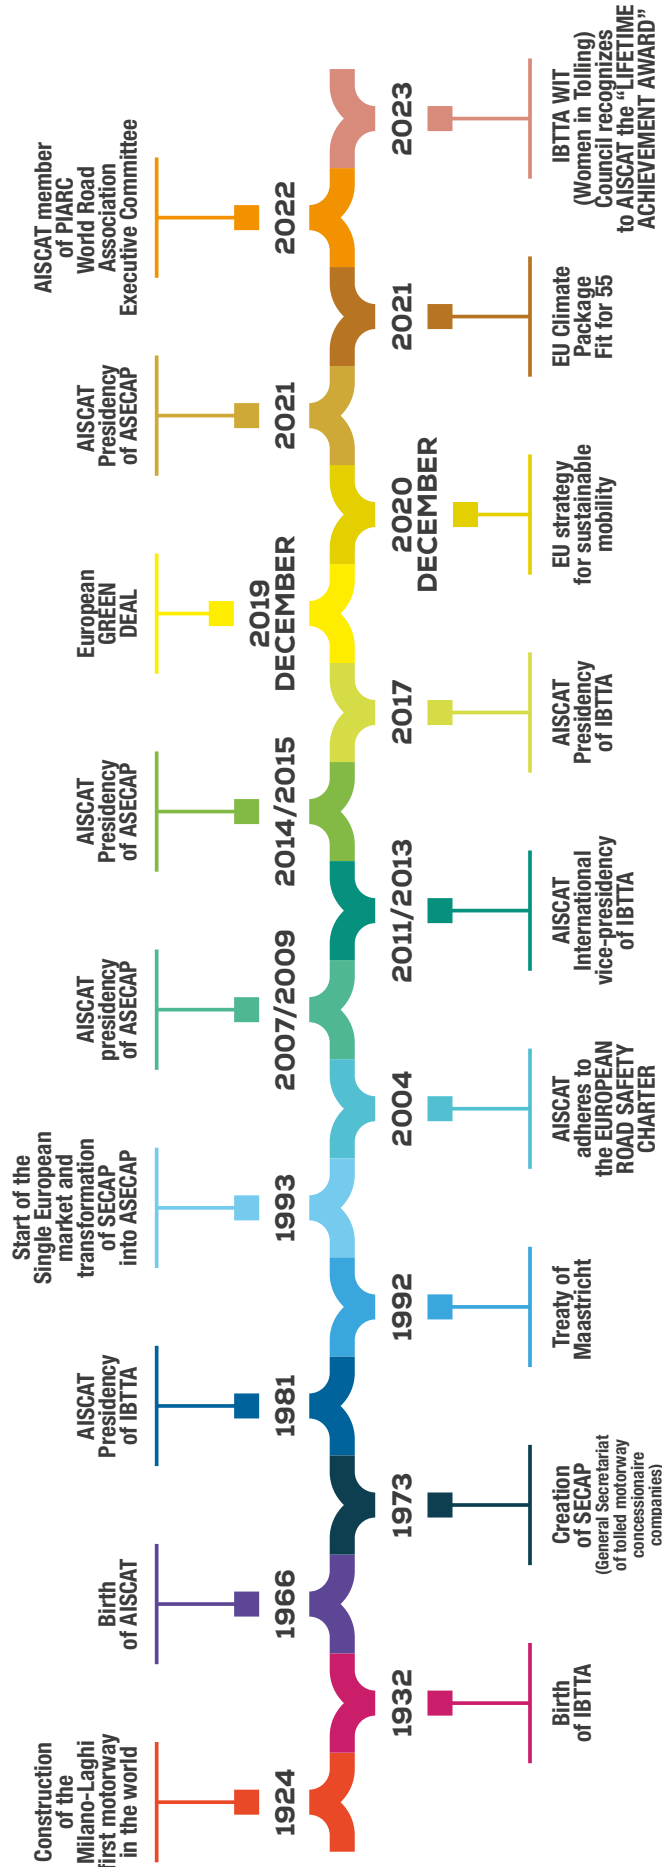 Construction
of the
Milano-Laghi
first motorway
in the world
1924
1932
Birth
of IBTTA
Birth
of AISCAT
1966
1973
Creation
of SECAP
(General Secretariat
of tolled motorway
concessionaire
companies)
AISCAT
Presidency
of IBTTA
1981
1992
Treaty of
Maastricht
Start of the
Single European
market and
transformation
of SECAP
into ASECAP
1993
2004
AISCAT
adheres to
the EUROPEAN
ROAD SAFETY
CHARTER
AISCAT
presidency
of ASECAP
2007/2009
2011/2013
AISCAT
International
vice-presidency
of IBTTA
AISCAT
Presidency
of ASECAP
2014/2015
2017
AISCAT
Presidency
of IBTTA
European
GREEN
DEAL
2019
DECEMBER
2020
DECEMBER
EU strategy
for sustainable
mobility
AISCAT
Presidency
of ASECAP
2021
2021
EU Climate
Package
Fit for 55
AISCAT member
of PIARC
World Road
Association
Executive Committee
2022
2023
IBTTA WIT
(Women in Tolling)
Council recognizes
to AISCAT the “LIFETIME
ACHIEVEMENT AWARD”